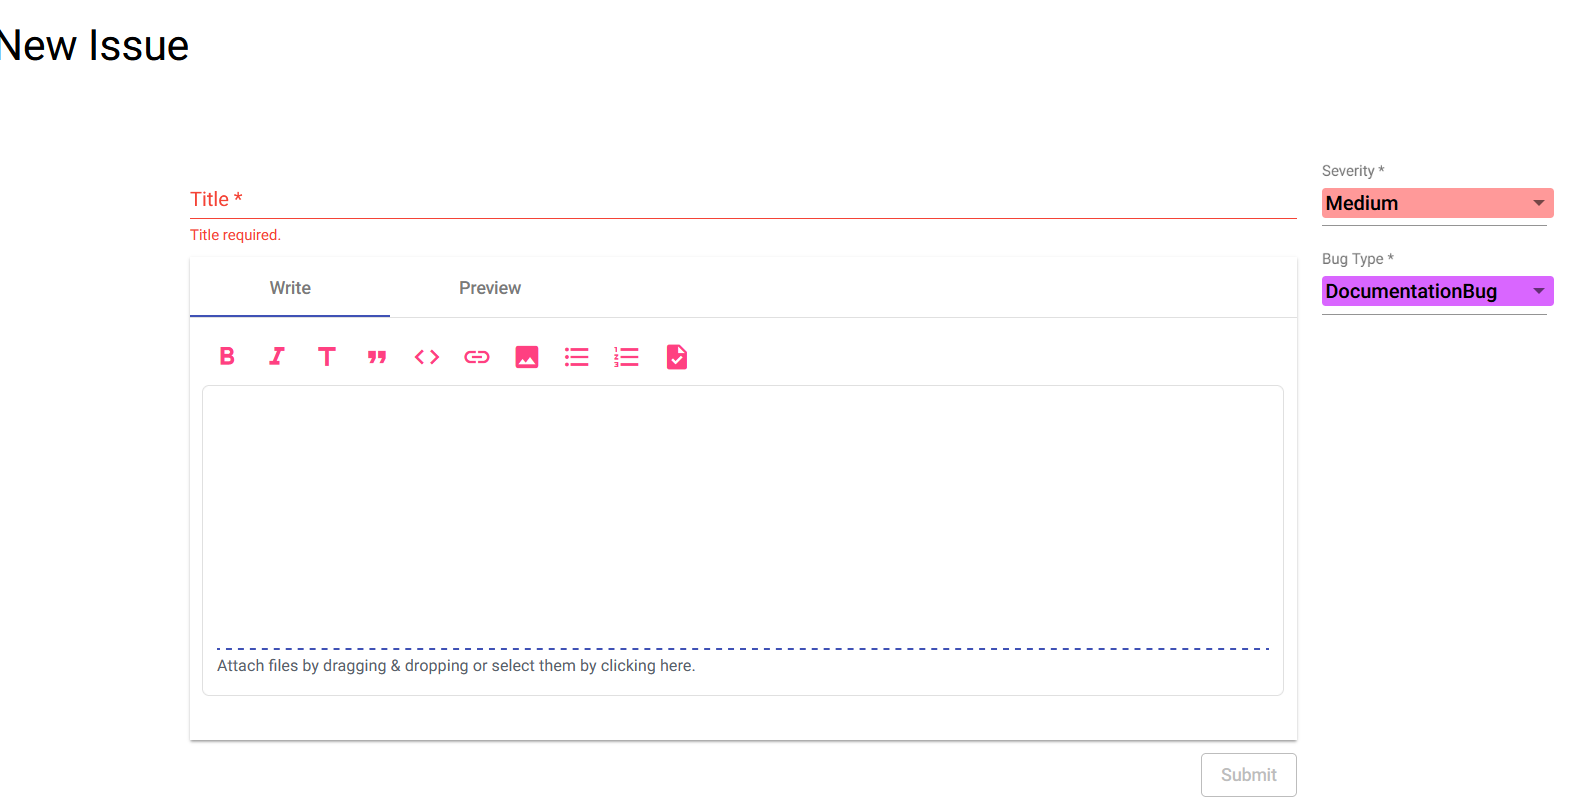 New Issue
Title *
Title required.
Severity *
Medium
Bug Type *
DocumentationBug
Write Preview
Attach files by dragging & dropping or select them by clicking here.
Submit